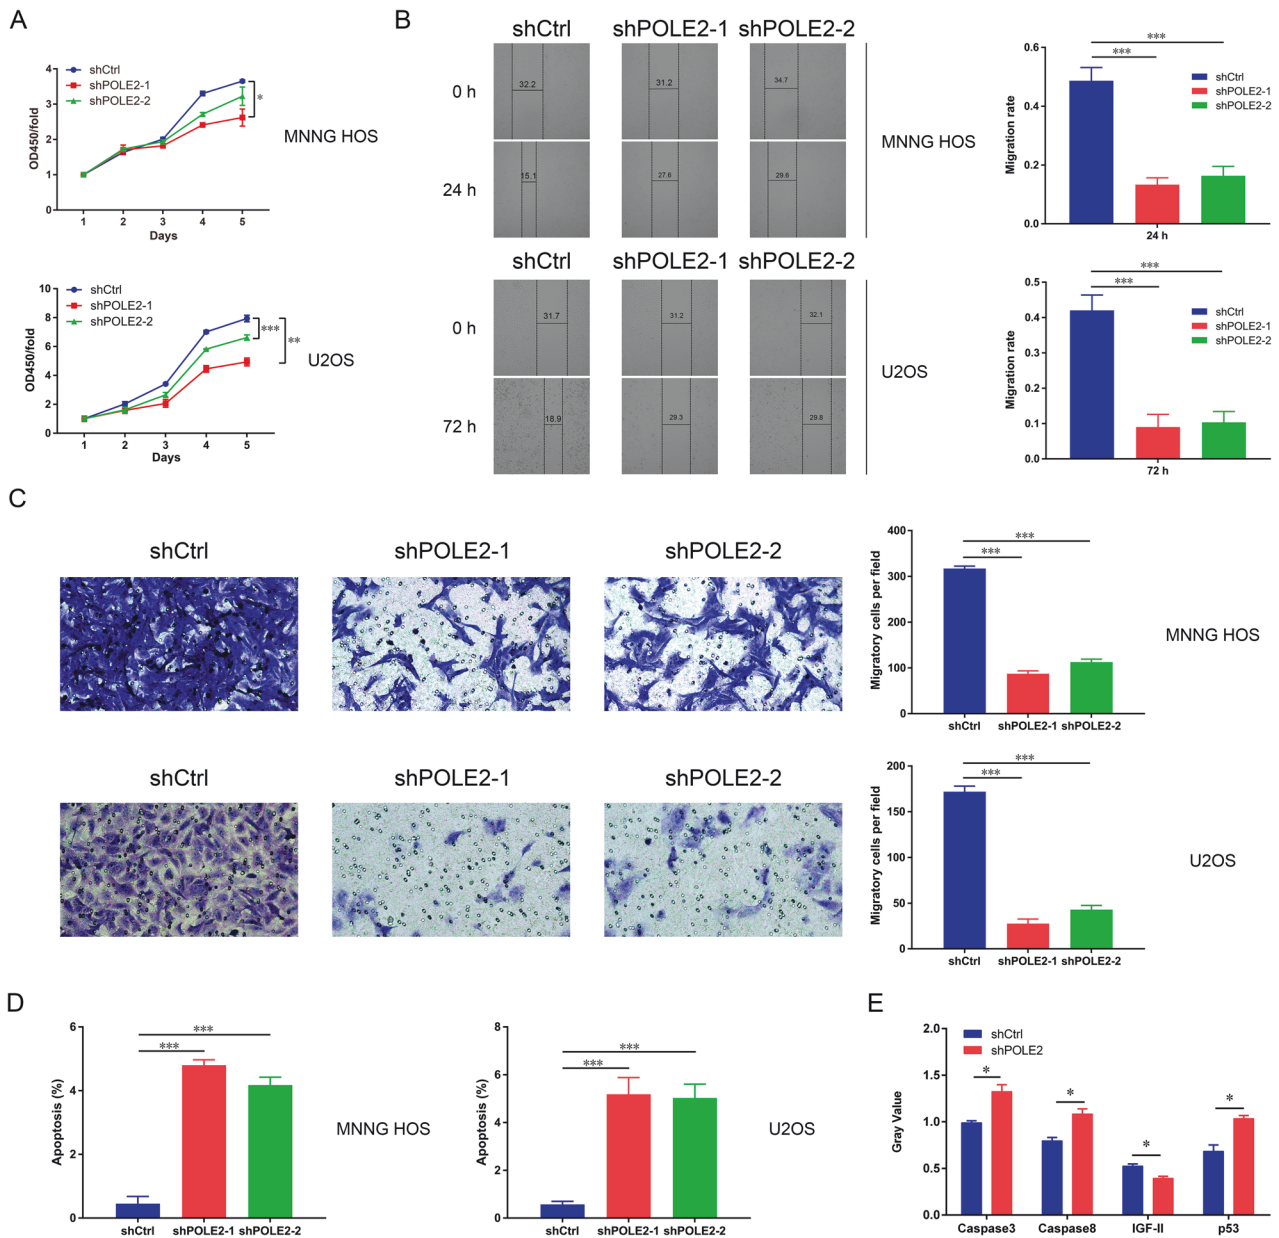 A
shCtrl
shPOLE2-1
shPOLE2-2
OD450/fold
4
3
2
1
0
*
1 2 3 4 5
Days
MNNG HOS
shCtrl
shPOLE2-1
shPOLE2-2
OD450/fold
10
8
6
4
2
0
***
**
1 2 3 4 5
Days
U2OS
B
shCtrl shPOLE2-1 shPOLE2-2
0 h
32.2 31.2 34.7
24 h
15.1 27.6 29.8
MNNG HOS
Migration rate
0.6
0.4
0.2
0.0
***
***
shCtrl
shPOLE2-1
shPOLE2-2
24 h
shCtrl shPOLE2-1 shPOLE2-2
0 h
31.7 31.2 32.1
72 h
18.9 29.3 29.8
U2OS
Migration rate
0.5
0.4
0.3
0.2
0.1
0.0
***
***
shCtrl
shPOLE2-1
shPOLE2-2
72 h
C
shCtrl shPOLE2-1 shPOLE2-2
Migratory cells per field
400
300
200
100
0
***
***
shCtrl shPOLE2-1 shPOLE2-2
MNNG HOS
shCtrl shPOLE2-1 shPOLE2-2
Migratory cells per field
200
150
100
50
0
***
***
shCtrl shPOLE2-1 shPOLE2-2
U2OS
D
Apoptosis (%)
6
4
2
0
***
***
shCtrl shPOLE2-1 shPOLE2-2
MNNG HOS
Apoptosis (%)
8
6
4
2
0
***
***
shCtrl shPOLE2-1 shPOLE2-2
U2OS
E
shCtrl
shPOLE2
Gray Value
2.0
1.5
1.0
0.5
0.0
* * * *
Caspase3 Caspase8 IGF-II p53